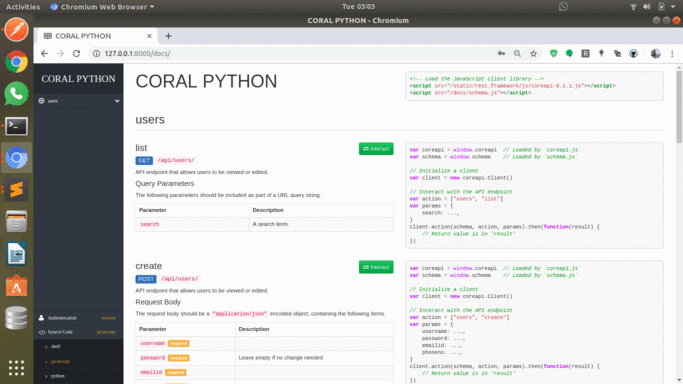 Activities
Chromium Web Browser
Tue 03:03
CORAL PYTHON - Chromium
CORAL PYTHON
127.0.0.1:8000/docs/
CORAL PYTHON
users
Authentication session
Source Code javascript
shell
javascript
python
CORAL PYTHON
<!-- Load the JavaScript client library -->
<script src="/static/rest_framework/js/coreapi-0.1.1.js"></script>
<script src="/docs/schema.js"></script>
users
list
Interact
GET /api/users/
API endpoint that allows users to be viewed or edited.
Query Parameters
The following parameters should be included as part of a URL query string.
Parameter Description
search A search term.
var coreapi = window.coreapi // Loaded by `coreapi.js`
var schema = window.schema // Loaded by `schema.js`
// Initialize a client
var client = new coreapi.Client()
// Interact with the API endpoint
var action = ["users", "list"]
var params = {
search: ...,
}
client.action(schema, action, params).then(function(result) {
// Return value is in 'result'
})
create
Interact
POST /api/users/
API endpoint that allows users to be viewed or edited.
Request Body
The request body should be a "application/json" encoded object, containing the following items.
Parameter Description
username required
password required Leave empty if no change needed
emailid required
var coreapi = window.coreapi // Loaded by `coreapi.js`
var schema = window.schema // Loaded by `schema.js`
// Initialize a client
var client = new coreapi.Client()
// Interact with the API endpoint
var action = ["users", "create"]
var params = {
username: ...,
password: ...,
emailid: ...,
phoneno: ...,
}
client.action(schema, action, params).then(function(result) {
// Return value is in 'result'